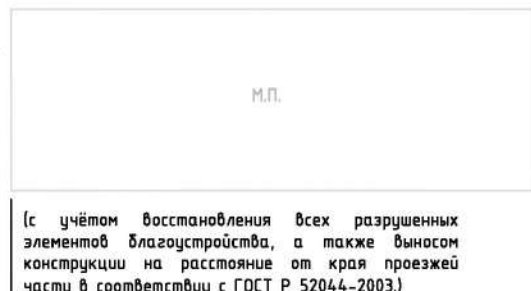 М.П.
(с учётом восстановления всех разрушенных
элементов благоустройства, а также выносом
конструкции на расстояние от края проезжей
части в соответствии с ГОСТ Р 52044-2003.)